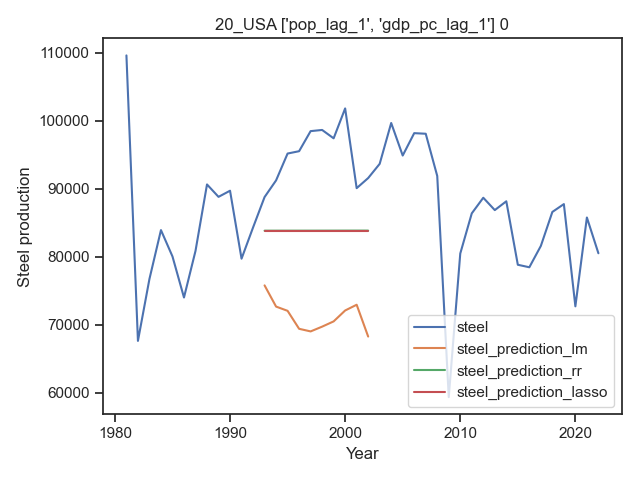 20_USA ['pop_lag_1', 'gdp_pc_lag_1'] 0
110000
100000
90000
80000
70000
60000
Steel production
steel
steel_prediction_lm
steel_prediction_rr
steel_prediction_lasso
1980
1990
2000
2010
2020
Year